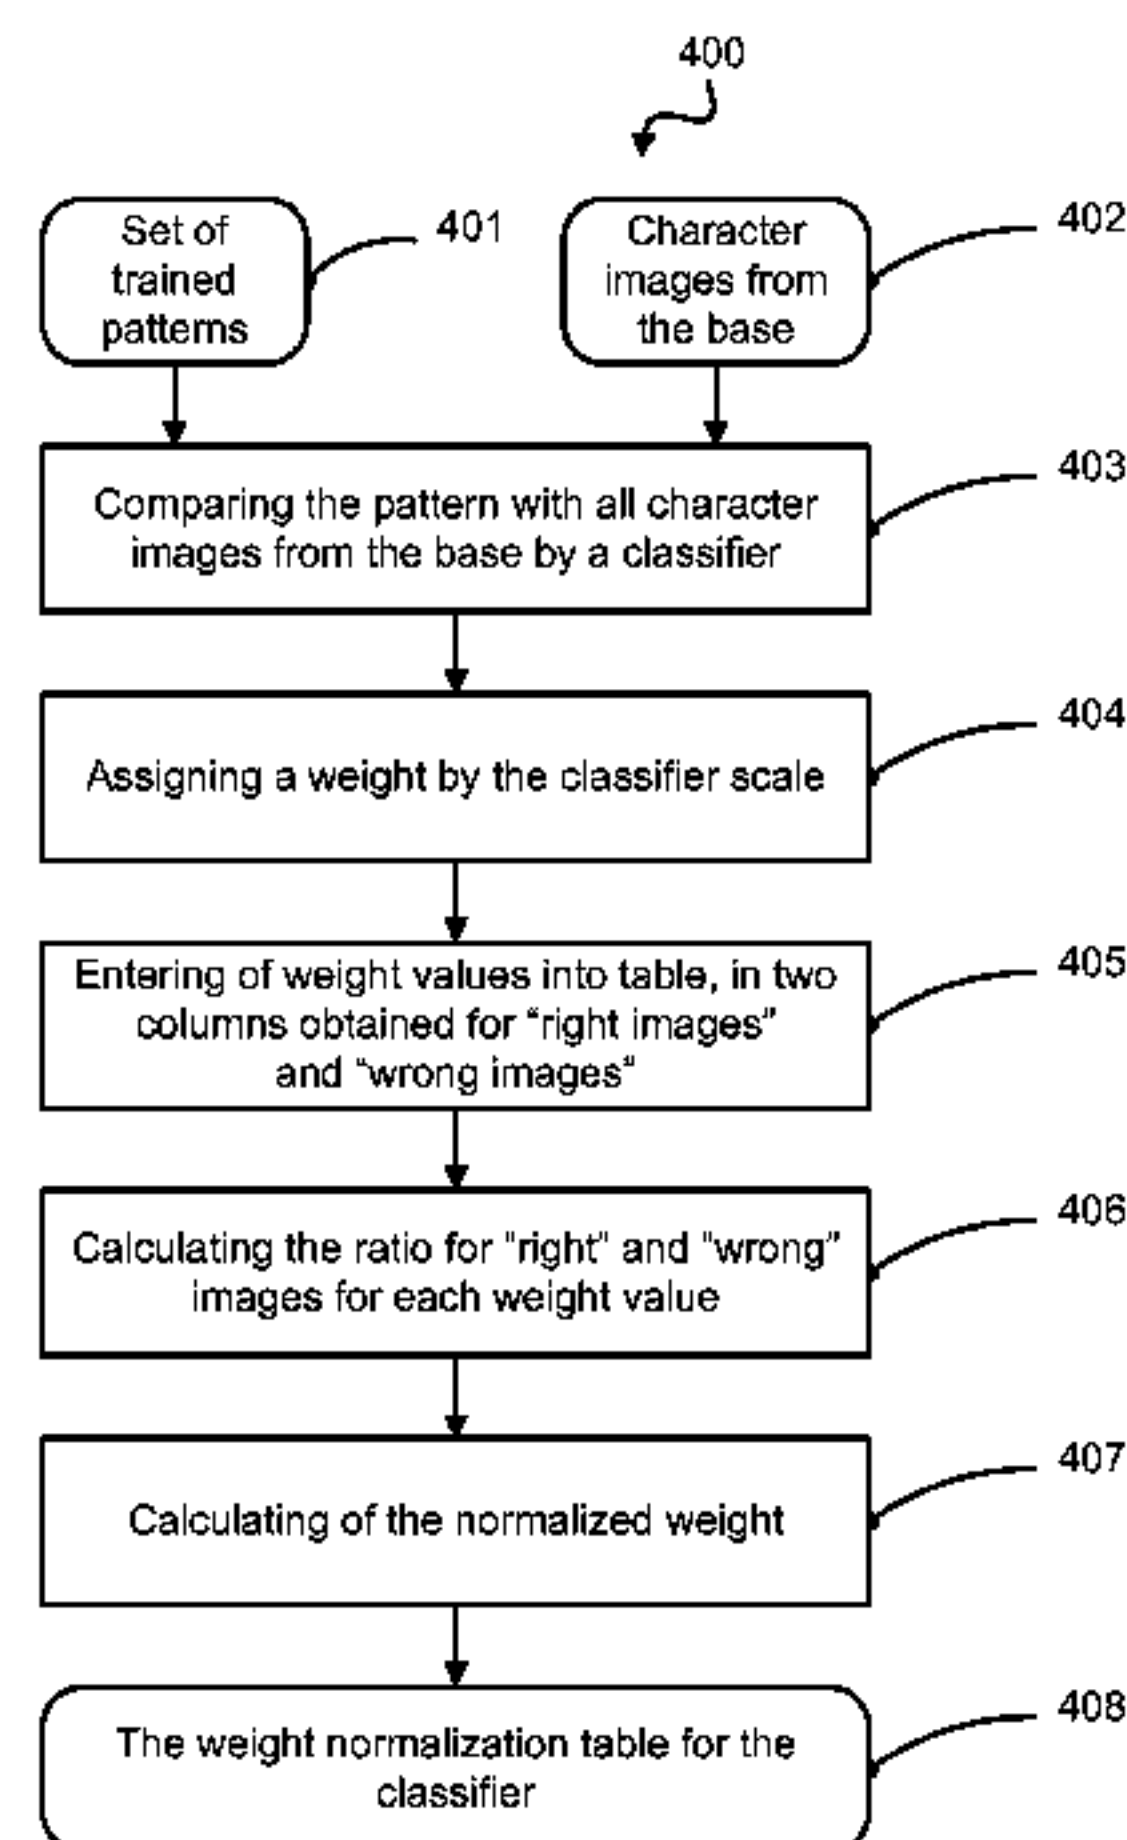 400
Set of
trained
patterns
401
Character
images from
the base
402
Comparing the pattern with all character
images from the base by a classifier
403
Assigning a weight by the classifier scale
404
Entering of weight values into table, in two
columns obtained for “right images”
and “wrong images“
405
Calculating the ratio for “right” and “wrong”
images for each weight value
406
Calculating of the normalized weight
407
The weight normalization table for the
classifier
408